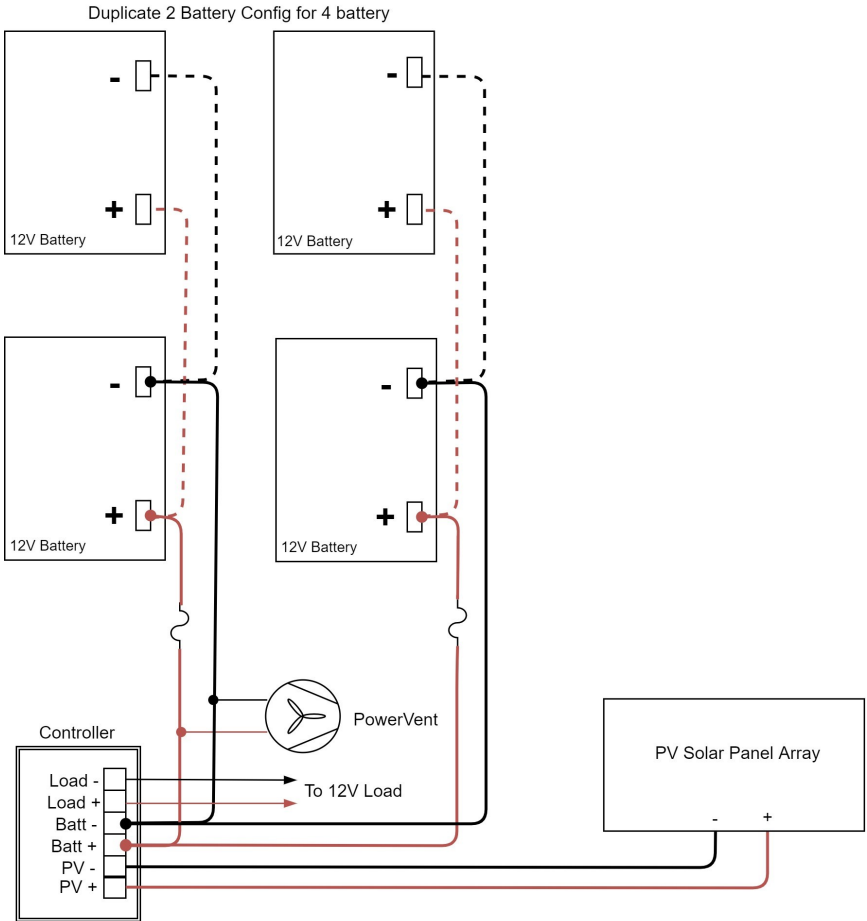 Duplicate 2 Battery Config for 4 battery
-
-
+
+
12V Battery
12V Battery
-
-
+
+
12V Battery
12V Battery
PowerVent
Controller
PV Solar Panel Array
Load -
To 12V Load
Load +
Batt -
- +
Batt +
PV -
PV +